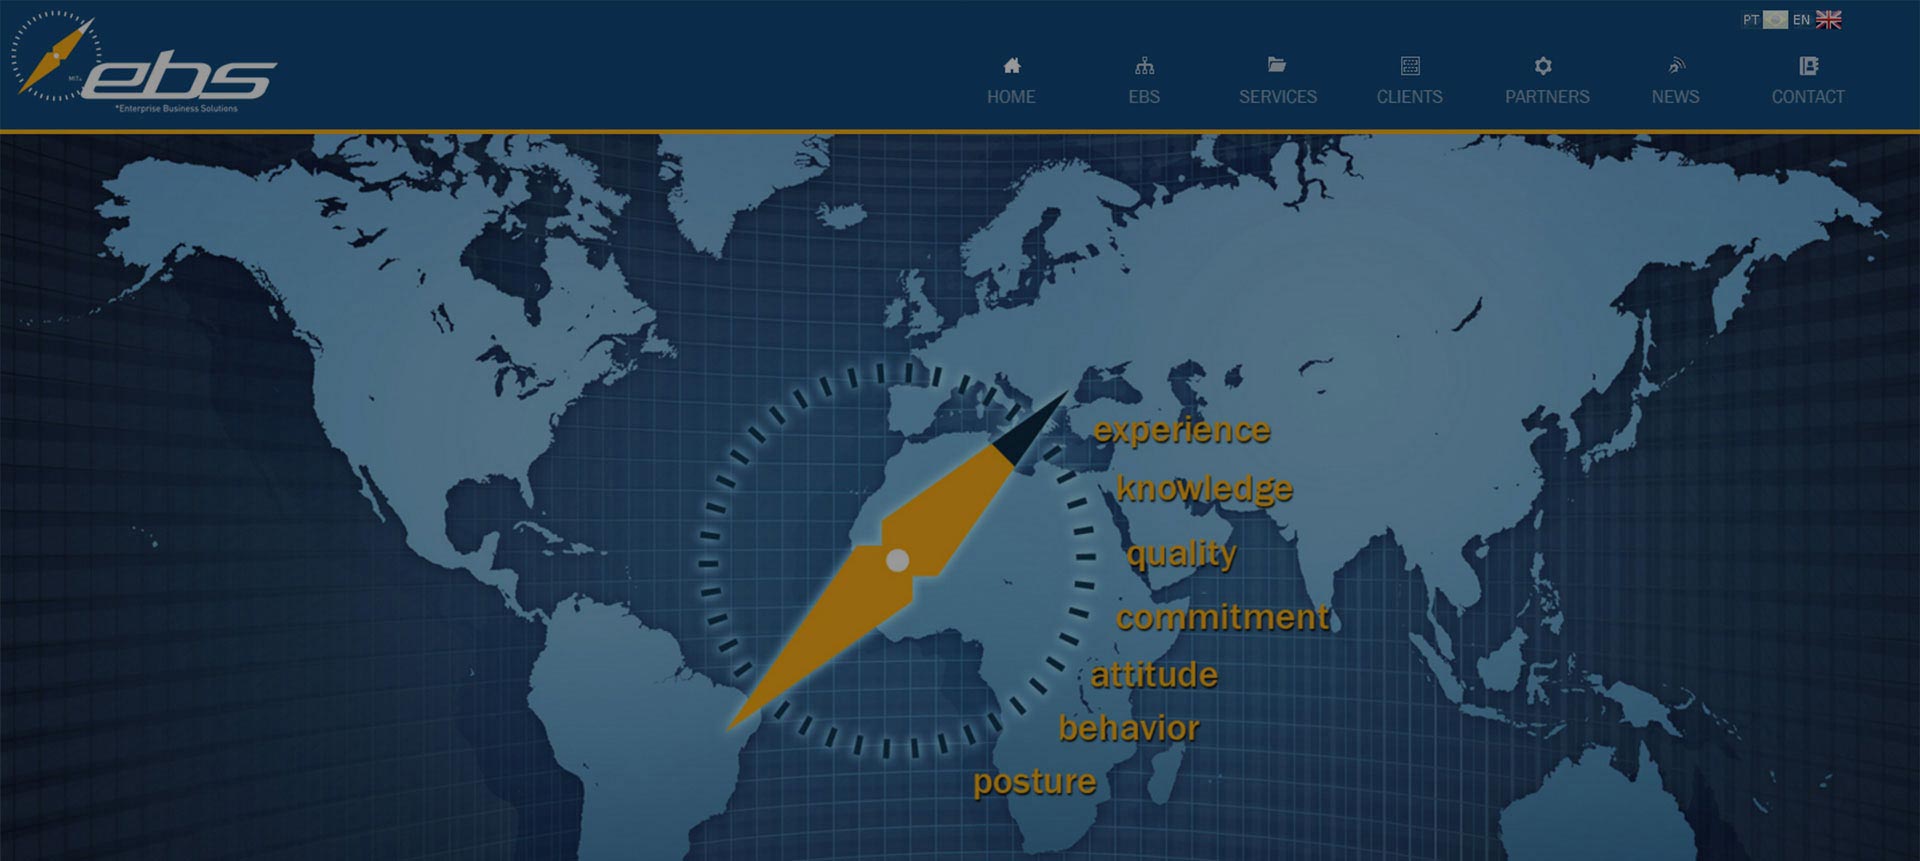 PT EN
ebs
*Enterprise Business Solutions
HOME EBS SERVICES CLIENTS PARTNERS NEWS CONTACT
experience
knowledge
quality
commitment
attitude
behavior
posture